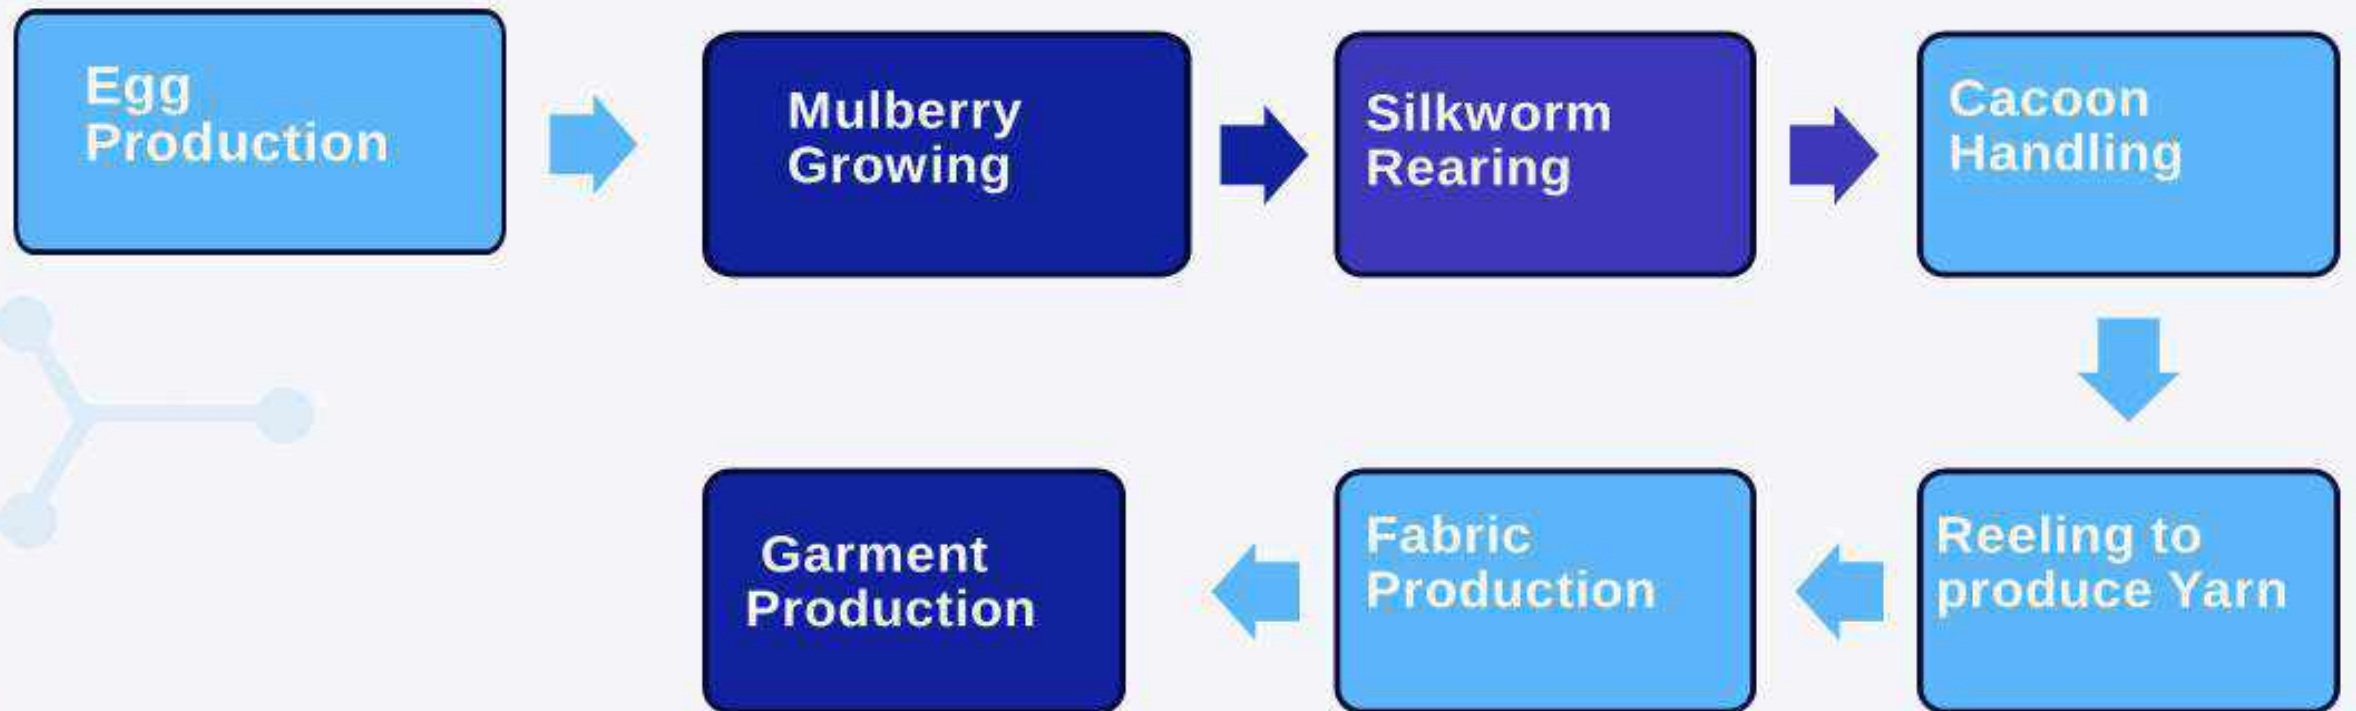 Egg
Production
Mulberry
Growing
Silkworm
Rearing
Cacoon
Handling
Reeling to
produce Yarn
Fabric
Production
Garment
Production